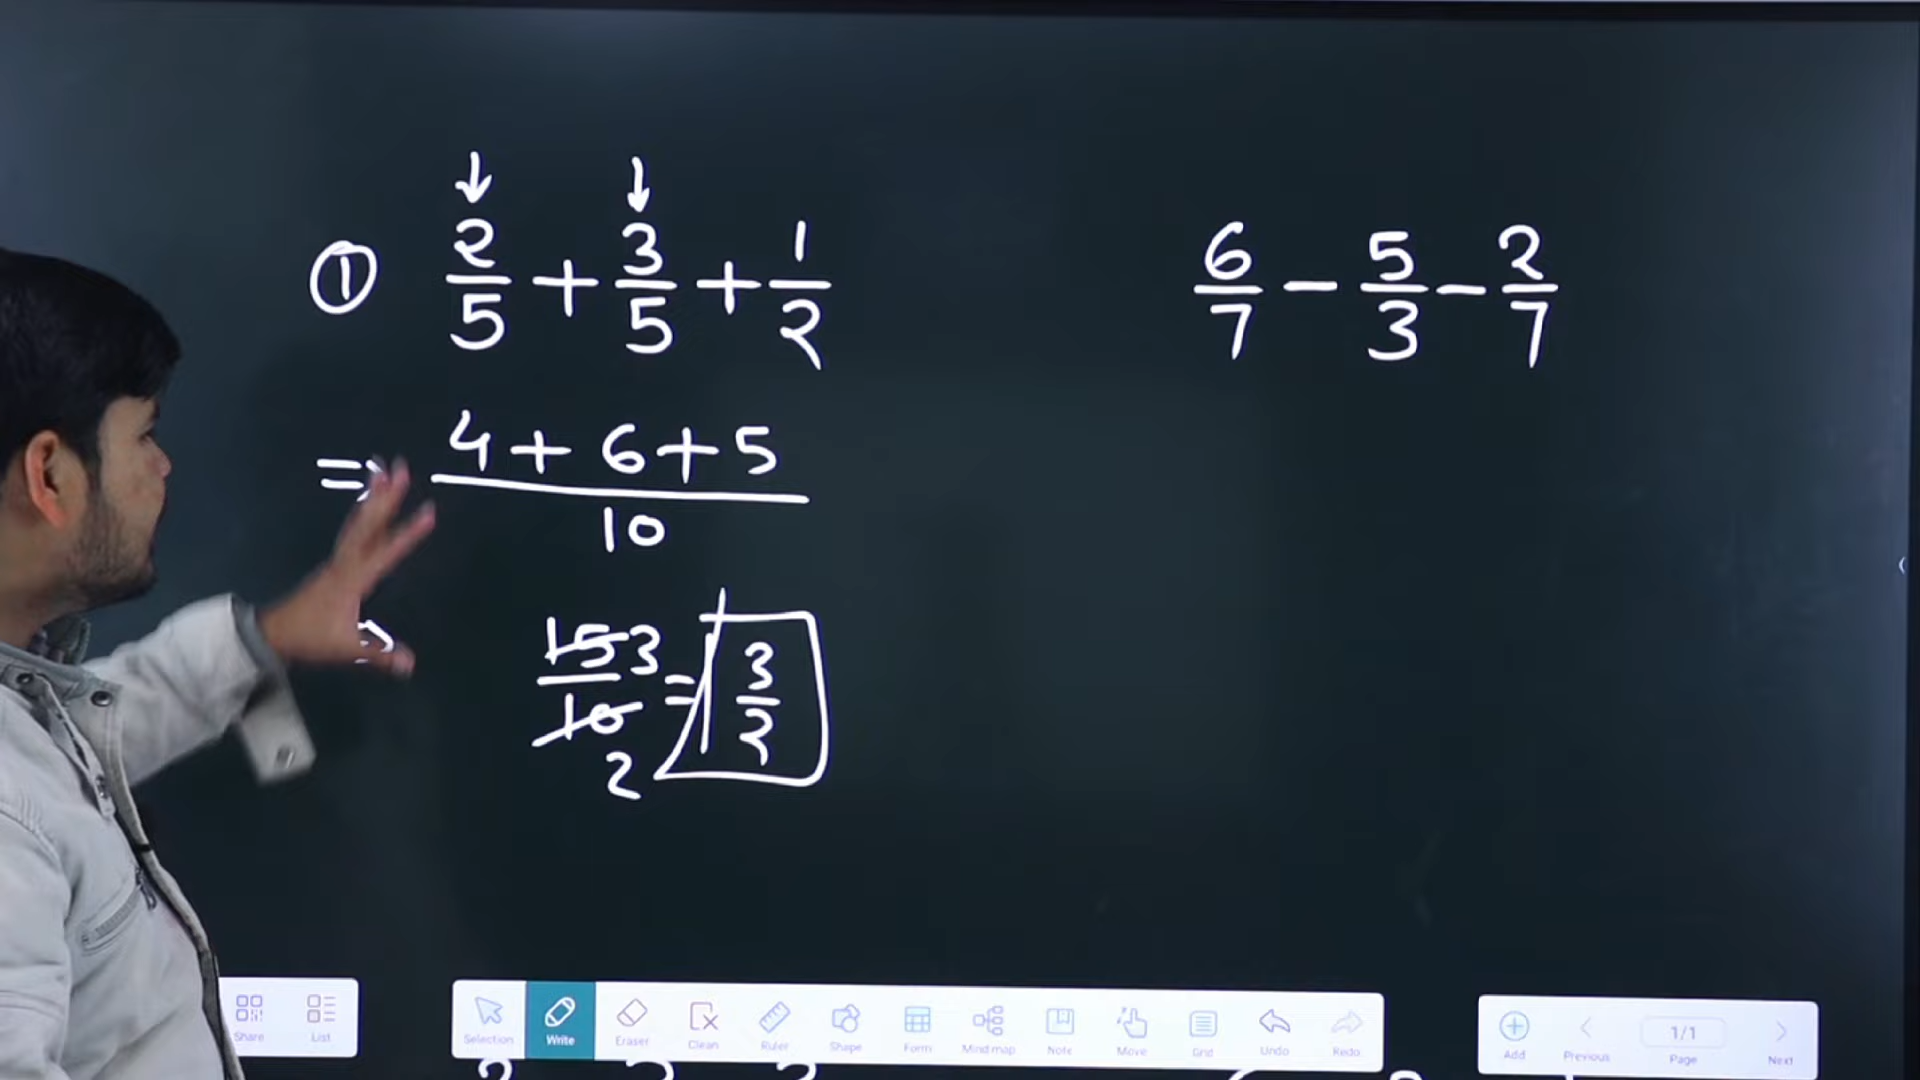 ① 2/5 + 3/5 + 1/2
=> 4 + 6 + 5 / 10
15 3 / 10 2 = 3/2
6/7 - 5/3 - 2/7
Share List
Selection Write Eraser Clean Ruler Shape Form Mind map Note Move Grid Undo Redo
Add Previous 1/1 Page Next